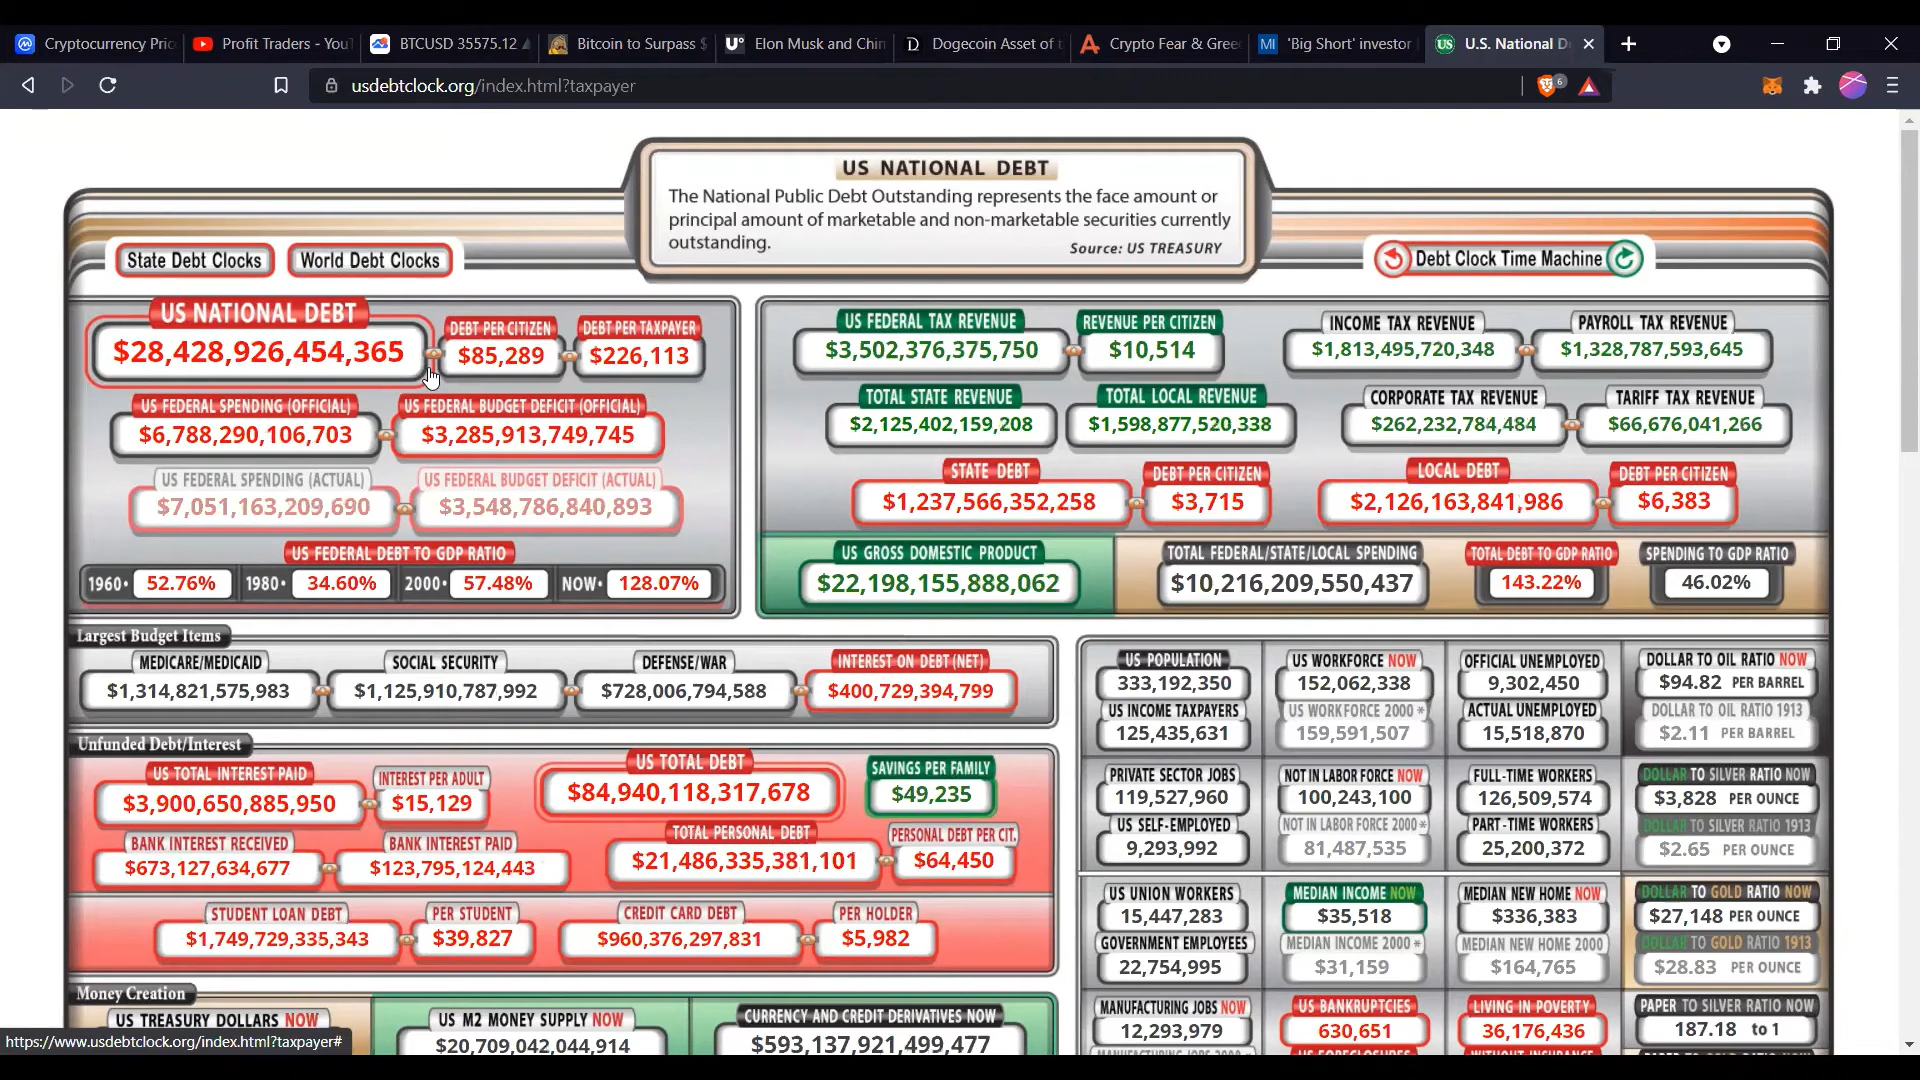 Cryptocurrency Pric
Profit Traders - YouT
BTCUSD 35575.12
Bitcoin to Surpass $
Elon Musk and Chin
Dogecoin Asset of t
Crypto Fear & Gree
'Big Short' investor
U.S. National D
usdebtclock.org/index.html?taxpayer
6
US NATIONAL DEBT
The National Public Debt Outstanding represents the face amount or
principal amount of marketable and non-marketable securities currently
outstanding.
Source: US TREASURY
State Debt Clocks
World Debt Clocks
Debt Clock Time Machine
US NATIONAL DEBT
$28,428,926,454,365
DEBT PER CITIZEN
$85,289
DEBT PER TAXPAYER
$226,113
US FEDERAL SPENDING (OFFICIAL)
$6,788,290,106,703
US FEDERAL BUDGET DEFICIT (OFFICIAL)
$3,285,913,749,745
US FEDERAL SPENDING (ACTUAL)
$7,051,163,209,690
US FEDERAL BUDGET DEFICIT (ACTUAL)
$3,548,786,840,893
US FEDERAL DEBT TO GDP RATIO
1960• 52.76% 1980• 34.60% 2000• 57.48% NOW• 128.07%
US FEDERAL TAX REVENUE
$3,502,376,375,750
REVENUE PER CITIZEN
$10,514
INCOME TAX REVENUE
$1,813,495,720,348
PAYROLL TAX REVENUE
$1,328,787,593,645
TOTAL STATE REVENUE
$2,125,402,159,208
TOTAL LOCAL REVENUE
$1,598,877,520,338
CORPORATE TAX REVENUE
$262,232,784,484
TARIFF TAX REVENUE
$66,676,041,266
STATE DEBT
$1,237,566,352,258
DEBT PER CITIZEN
$3,715
LOCAL DEBT
$2,126,163,841,986
DEBT PER CITIZEN
$6,383
US GROSS DOMESTIC PRODUCT
$22,198,155,888,062
TOTAL FEDERAL/STATE/LOCAL SPENDING
$10,216,209,550,437
TOTAL DEBT TO GDP RATIO
143.22%
SPENDING TO GDP RATIO
46.02%
Largest Budget Items
MEDICARE/MEDICAID
$1,314,821,575,983
SOCIAL SECURITY
$1,125,910,787,992
DEFENSE/WAR
$728,006,794,588
INTEREST ON DEBT (NET)
$400,729,394,799
Unfunded Debt/Interest
US TOTAL INTEREST PAID
$3,900,650,885,950
INTEREST PER ADULT
$15,129
US TOTAL DEBT
$84,940,118,317,678
SAVINGS PER FAMILY
$49,235
BANK INTEREST RECEIVED
$673,127,634,677
BANK INTEREST PAID
$123,795,124,443
TOTAL PERSONAL DEBT
$21,486,335,381,101
PERSONAL DEBT PER CIT.
$64,450
STUDENT LOAN DEBT
$1,749,729,335,343
PER STUDENT
$39,827
CREDIT CARD DEBT
$960,376,297,831
PER HOLDER
$5,982
Money Creation
US TREASURY DOLLARS NOW
US M2 MONEY SUPPLY NOW
$20,709,042,044,914
CURRENCY AND CREDIT DERIVATIVES NOW
$593,137,921,499,477
US POPULATION
333,192,350
US INCOME TAXPAYERS
125,435,631
US WORKFORCE NOW
152,062,338
US WORKFORCE 2000 *
159,591,507
OFFICIAL UNEMPLOYED
9,302,450
ACTUAL UNEMPLOYED
15,518,870
DOLLAR TO OIL RATIO NOW
$94.82 PER BARREL
DOLLAR TO OIL RATIO 1913
$2.11 PER BARREL
PRIVATE SECTOR JOBS
119,527,960
US SELF-EMPLOYED
9,293,992
NOT IN LABOR FORCE NOW
100,243,100
NOT IN LABOR FORCE 2000 *
81,487,535
FULL-TIME WORKERS
126,509,574
PART-TIME WORKERS
25,200,372
DOLLAR TO SILVER RATIO NOW
$3,828 PER OUNCE
DOLLAR TO SILVER RATIO 1913
$2.65 PER OUNCE
US UNION WORKERS
15,447,283
GOVERNMENT EMPLOYEES
22,754,995
MEDIAN INCOME NOW
$35,518
MEDIAN INCOME 2000 *
$31,159
MEDIAN NEW HOME NOW
$336,383
MEDIAN NEW HOME 2000
$164,765
DOLLAR TO GOLD RATIO NOW
$27,148 PER OUNCE
DOLLAR TO GOLD RATIO 1913
$28.83 PER OUNCE
MANUFACTURING JOBS NOW
12,293,979
US BANKRUPTCIES
630,651
LIVING IN POVERTY
36,176,436
PAPER TO SILVER RATIO NOW
187.18 to 1
https://www.usdebtclock.org/index.html?taxpayer#